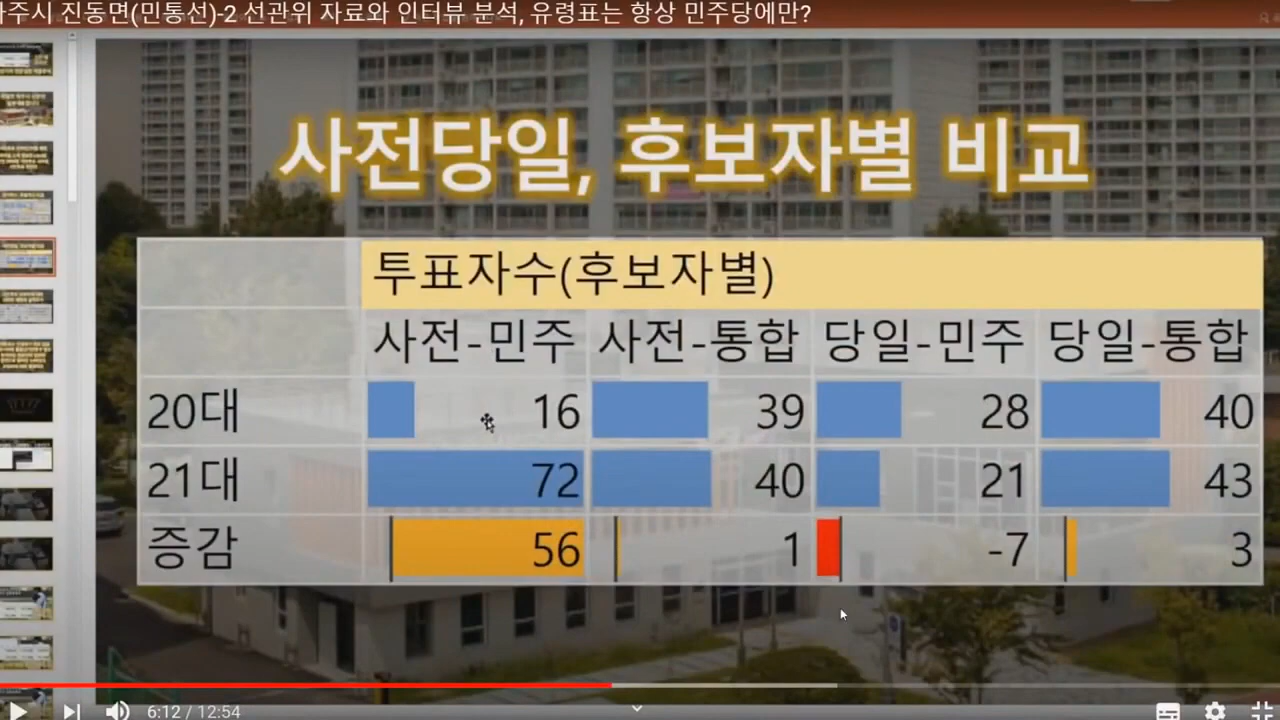 파주시 진동면(민통선)-2 선관위 자료와 인터뷰 분석, 유령표는 항상 민주당에만?
사전당일, 후보자별 비교
투표자수(후보자별)
사전-민주 사전-통합 당일-민주 당일-통합
20대 16 39 28 40
21대 72 40 21 43
증감 56 1 -7 3
6:12 / 12:54